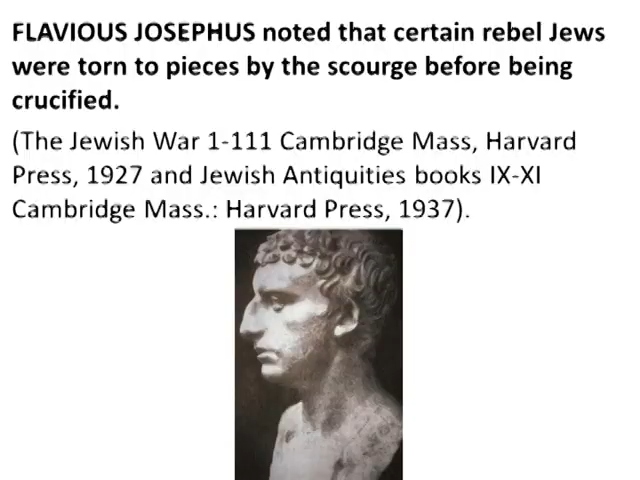 FLAVIOUS JOSEPHUS noted that certain rebel Jews
were torn to pieces by the scourge before being
crucified.
(The Jewish War 1-111 Cambridge Mass, Harvard
Press, 1927 and Jewish Antiquities books IX-XI
Cambridge Mass.: Harvard Press, 1937).